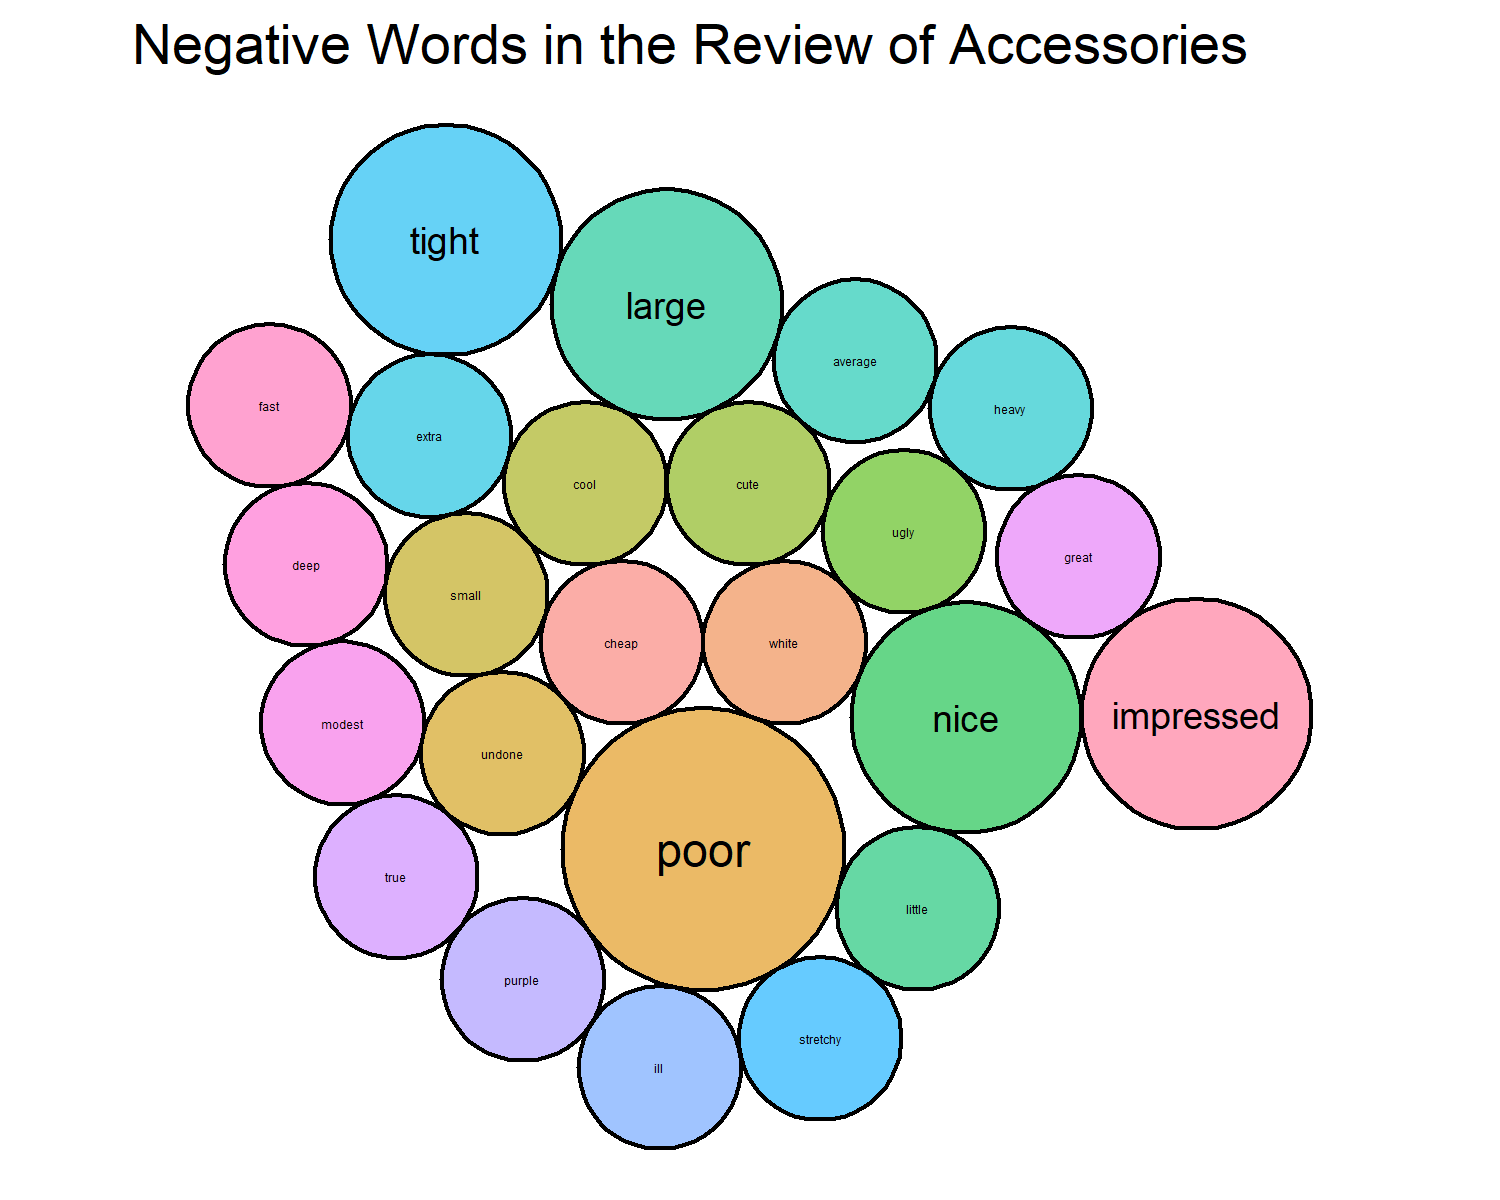 Negative Words in the Review of Accessories
tight
large
average
fast
heavy
extra
cool
cute
ugly
great
deep
small
cheap
white
nice
impressed
modest
undone
poor
true
little
purple
stretchy
ill